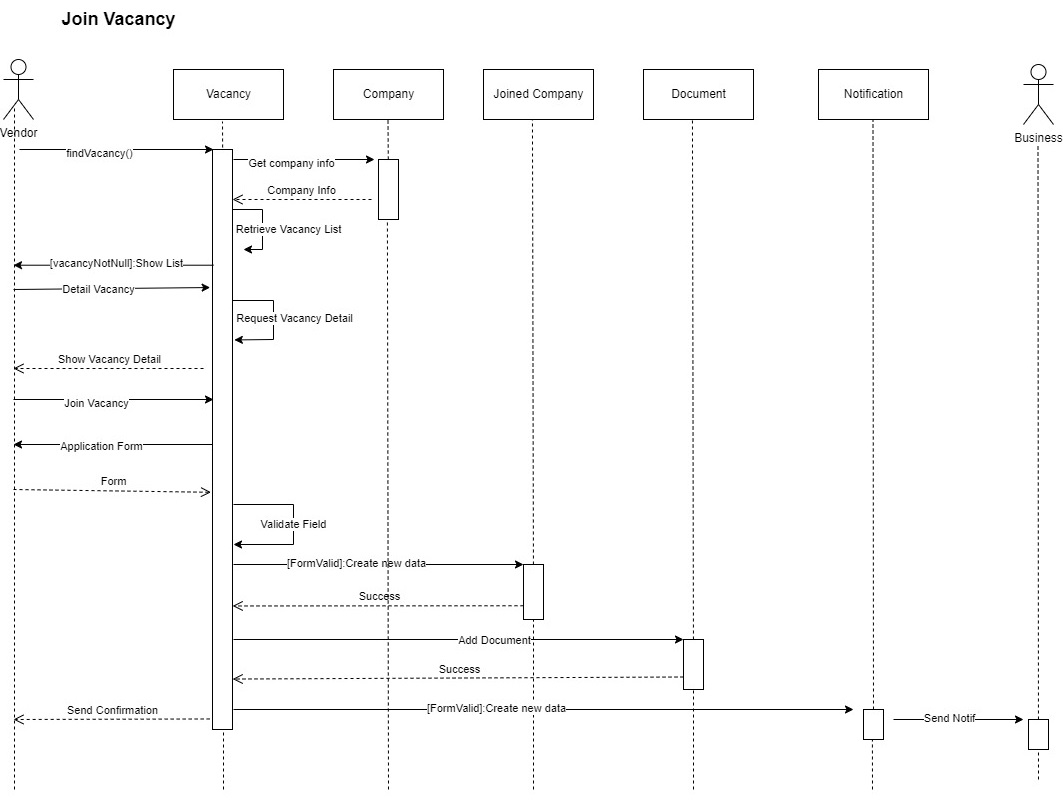 Join Vacancy
Vacancy
Company
Joined Company
Document
Notification
Vendor
Business
findVacancy()
Get company info
Company Info
Retrieve Vacancy List
[vacancyNotNull]:Show List
Detail Vacancy
Request Vacancy Detail
Show Vacancy Detail
Join Vacancy
Application Form
Form
Validate Field
[FormValid]:Create new data
Success
Add Document
Success
Send Confirmation
[FormValid]:Create new data
Send Notif